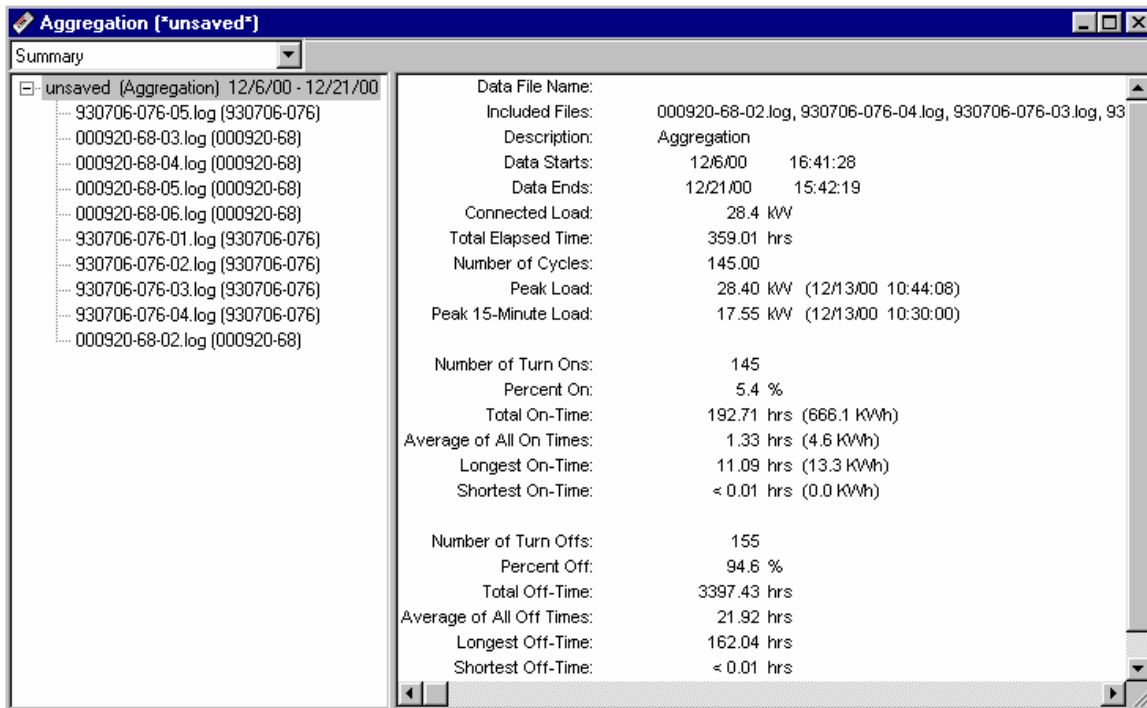 Aggregation (*unsaved*)
Summary
unsaved (Aggregation) 12/6/00 - 12/21/00
930706-076-05.log (930706-076)
000920-68-03.log (000920-68)
000920-68-04.log (000920-68)
000920-68-05.log (000920-68)
000920-68-06.log (000920-68)
930706-076-01.log (930706-076)
930706-076-02.log (930706-076)
930706-076-03.log (930706-076)
930706-076-04.log (930706-076)
000920-68-02.log (000920-68)
Data File Name:
Included Files: 000920-68-02.log, 930706-076-04.log, 930706-076-03.log, 93
Description: Aggregation
Data Starts: 12/6/00 16:41:28
Data Ends: 12/21/00 15:42:19
Connected Load: 28.4 kW
Total Elapsed Time: 359.01 hrs
Number of Cycles: 145.00
Peak Load: 28.40 kW (12/13/00 10:44:08)
Peak 15-Minute Load: 17.55 kW (12/13/00 10:30:00)
Number of Turn Ons: 145
Percent On: 5.4 %
Total On-Time: 192.71 hrs (666.1 KWh)
Average of All On Times: 1.33 hrs (4.6 KWh)
Longest On-Time: 11.09 hrs (13.3 KWh)
Shortest On-Time: < 0.01 hrs (0.0 KWh)
Number of Turn Offs: 155
Percent Off: 94.6 %
Total Off-Time: 3397.43 hrs
Average of All Off Times: 21.92 hrs
Longest Off-Time: 162.04 hrs
Shortest Off-Time: < 0.01 hrs